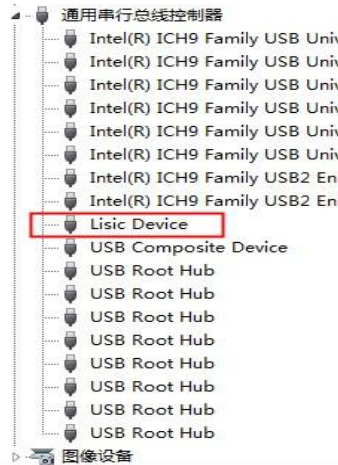 通用串行总线控制器
Intel(R) ICH9 Family USB Univ
Intel(R) ICH9 Family USB Univ
Intel(R) ICH9 Family USB Univ
Intel(R) ICH9 Family USB Univ
Intel(R) ICH9 Family USB Univ
Intel(R) ICH9 Family USB Univ
Intel(R) ICH9 Family USB2 En
Intel(R) ICH9 Family USB2 En
Lisic Device
USB Composite Device
USB Root Hub
USB Root Hub
USB Root Hub
USB Root Hub
USB Root Hub
USB Root Hub
USB Root Hub
USB Root Hub
图像设备